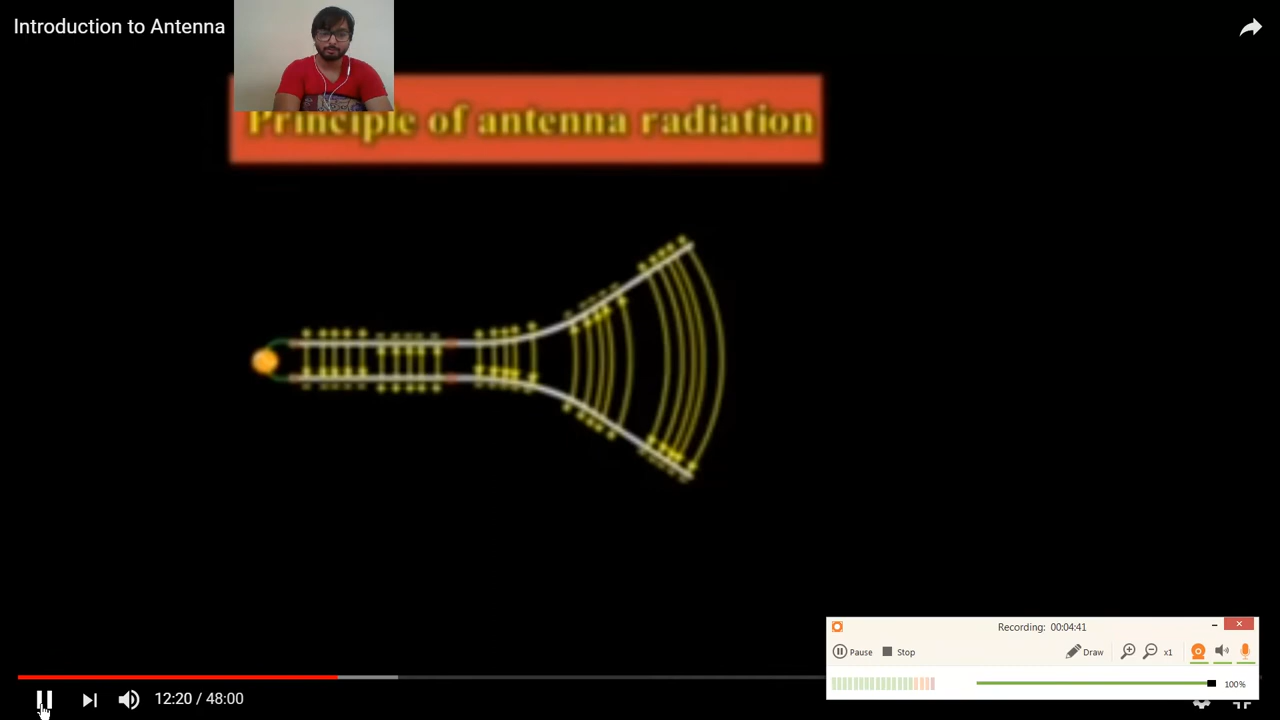 Introduction to Antenna
Principle of antenna radiation
Recording: 00:04:41
Pause
Stop
Draw
x1
100%
12:20 / 48:00